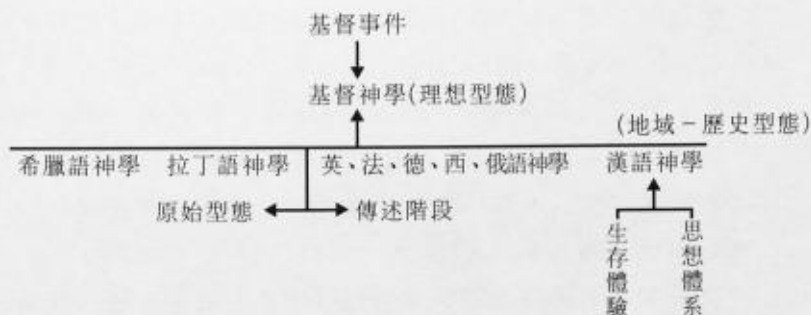 基督事件
基督神學(理想型態)
(地域－歷史型態)
希臘語神學 拉丁語神學 英、法、德、西、俄語神學 漢語神學
原始型態 傳述階段
生存體驗
思想體系